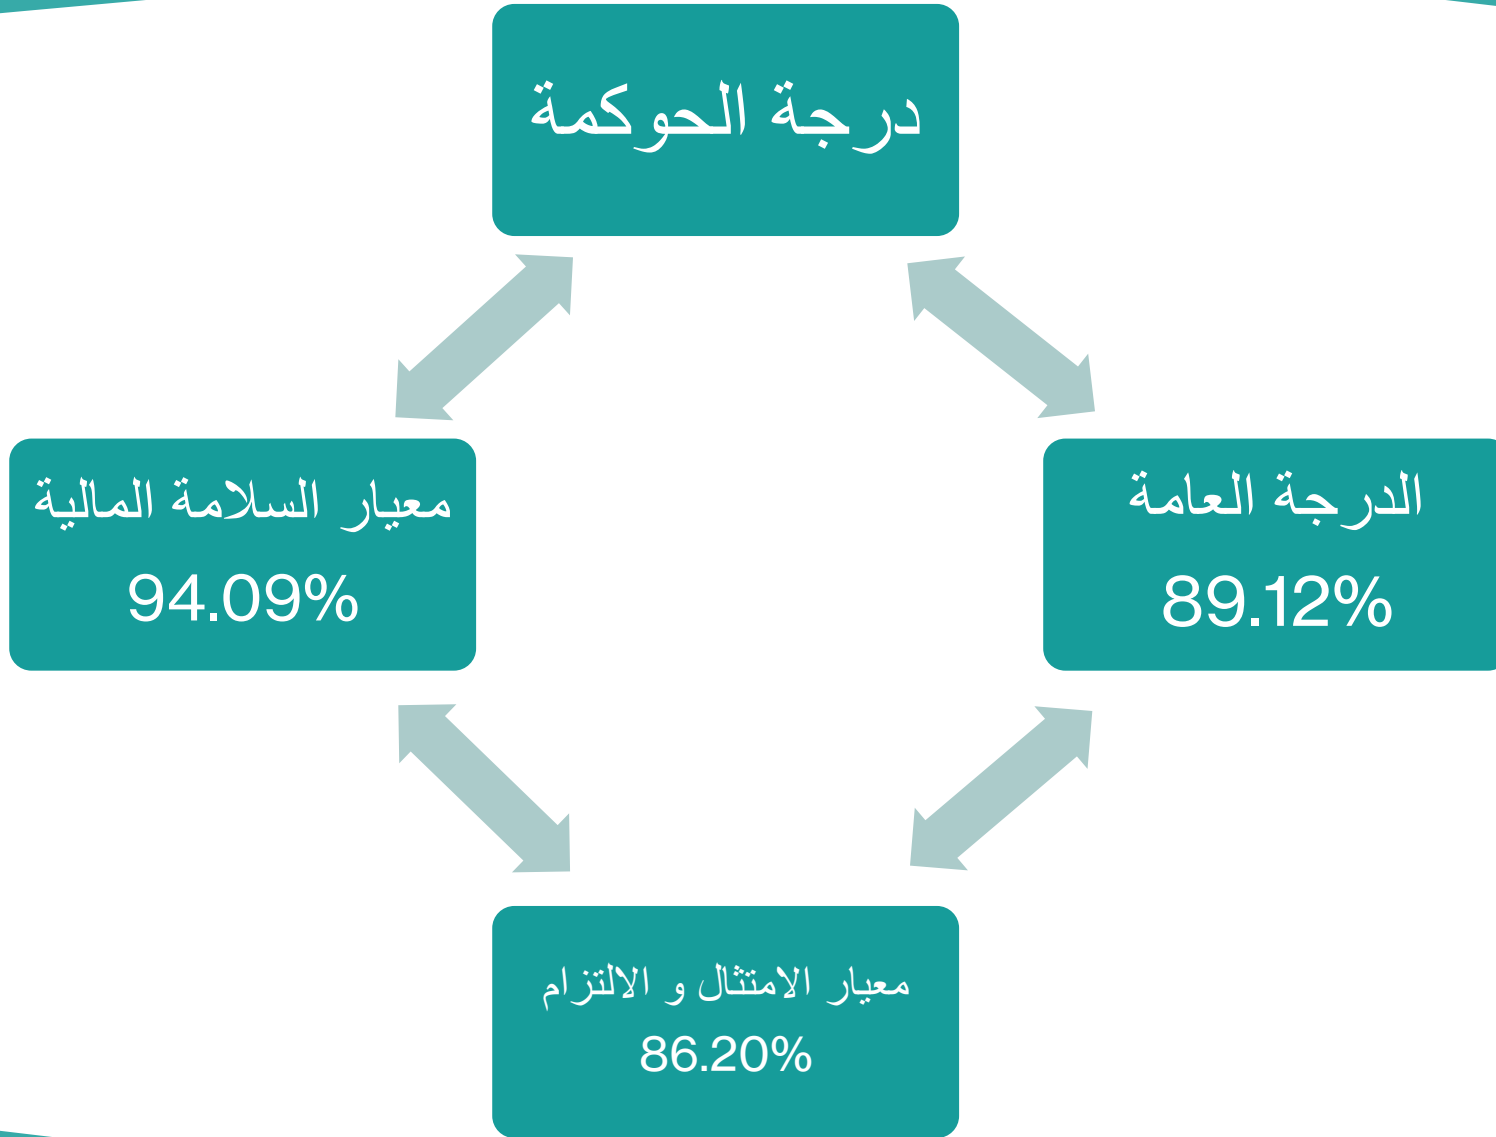 درجة الحوكمة
الدرجة العامة
89.12%
معيار السلامة المالية
94.09%
معيار الامتثال و الالتزام
86.20%